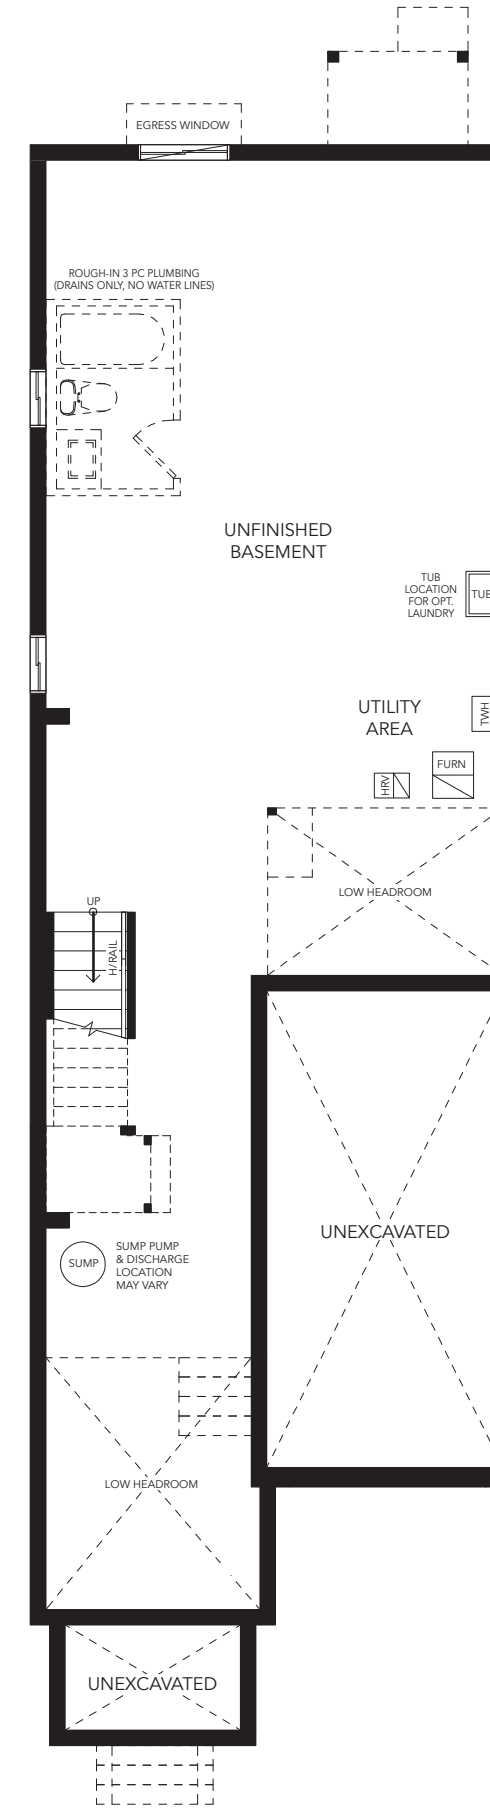 EGRESS WINDOW
ROUGH-IN 3 PC PLUMBING
(DRAINS ONLY, NO WATER LINES)
UNFINISHED
BASEMENT
TUB
LOCATION
FOR OPT.
LAUNDRY
TUB
UTILITY
AREA
TWH
FURN
HRV
LOW HEADROOM
UP
H/RAIL
UNEXCAVATED
SUMP
SUMP PUMP
& DISCHARGE
LOCATION
MAY VARY
LOW HEADROOM
UNEXCAVATED